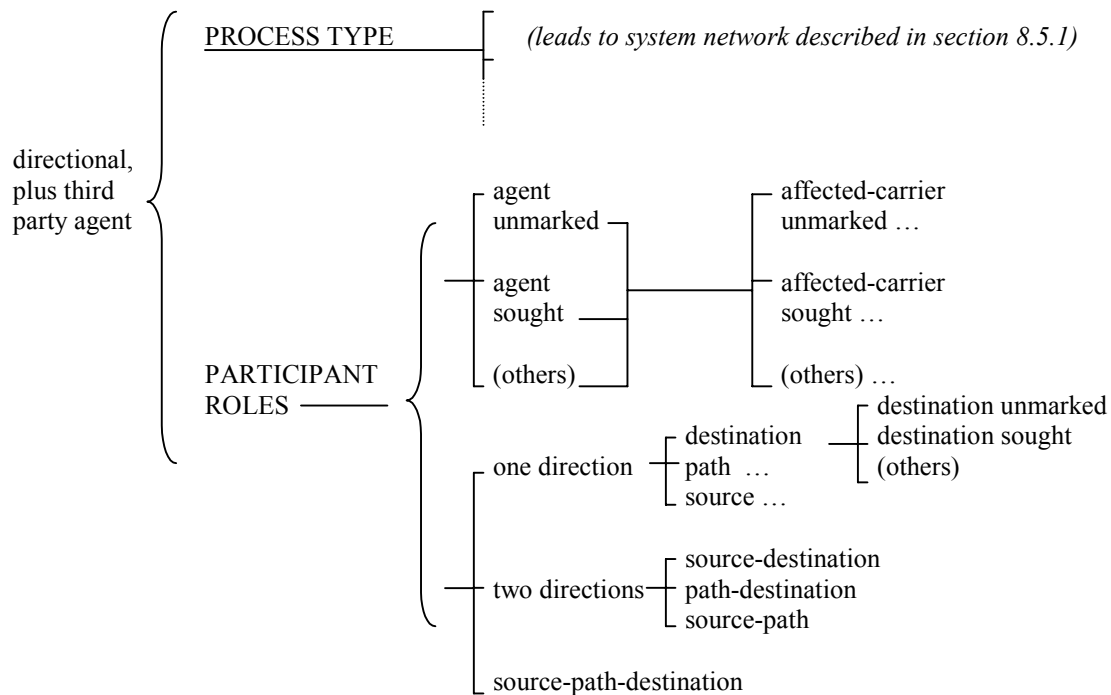 PROCESS TYPE
(leads to system network described in section 8.5.1)
directional,
plus third
party agent
agent
unmarked
affected-carrier
unmarked …
agent
sought
affected-carrier
sought …
PARTICIPANT
ROLES
(others)
(others) …
one direction
destination
path …
source …
destination unmarked
destination sought
(others)
two directions
source-destination
path-destination
source-path
source-path-destination